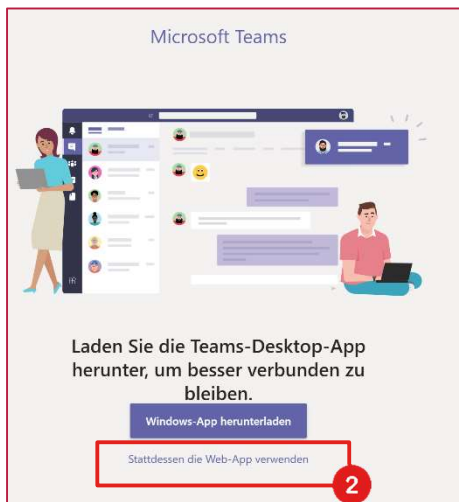 Microsoft Teams
Laden Sie die Teams-Desktop-App
herunter, um besser verbunden zu
bleiben.
Windows-App herunterladen
Stattdessen die Web-App verwenden
2